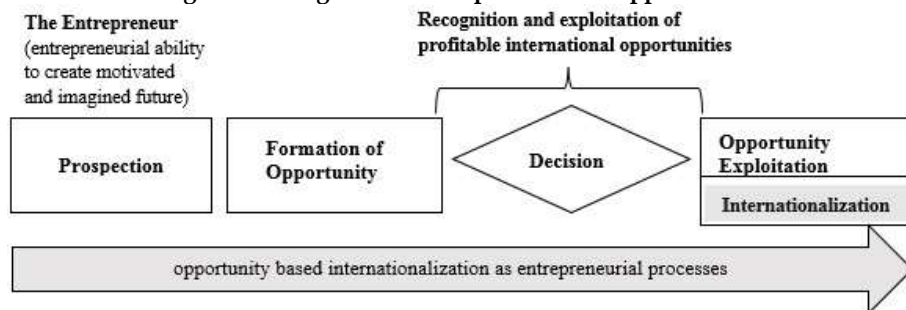 Recognition and exploitation of
profitable international opportunities
The Entrepreneur
(entrepreneurial ability
to create motivated
and imagined future)
Prospection
Formation of
Opportunity
Decision
Opportunity
Exploitation
Internationalization
opportunity based internationalization as entrepreneurial processes